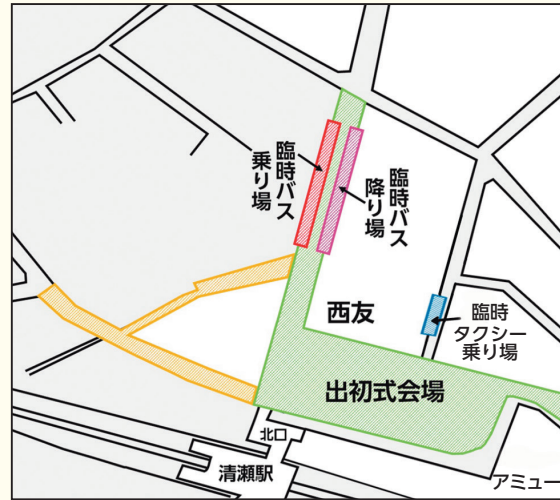 臨時バス
乗り場
臨時バス
降り場
西友
臨時
タクシー
乗り場
出初式会場
北口
清瀬駅
アミュー